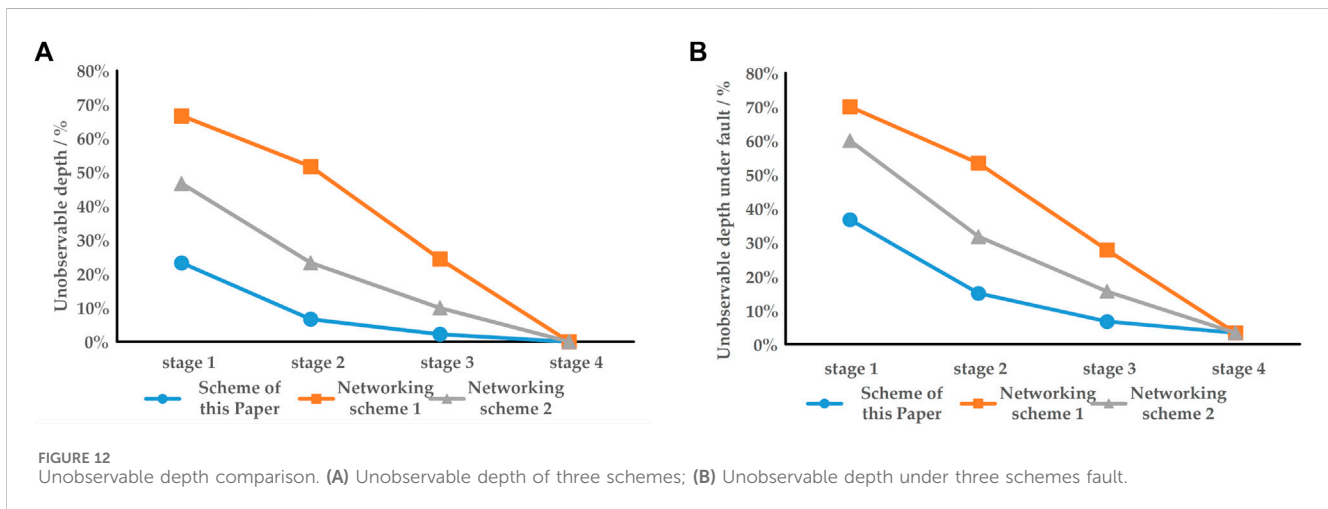 A
Unobservable depth / %
80%
70%
60%
50%
40%
30%
20%
10%
0%
stage 1
stage 2
stage 3
stage 4
Scheme of
this Paper
Networking
scheme 1
Networking
scheme 2
B
Unobservable depth under fault / %
80%
70%
60%
50%
40%
30%
20%
10%
0%
stage 1
stage 2
stage 3
stage 4
Scheme of
this Paper
Networking
scheme 1
Networking
scheme 2
FIGURE 12
Unobservable depth comparison. (A) Unobservable depth of three schemes; (B) Unobservable depth under three schemes fault.